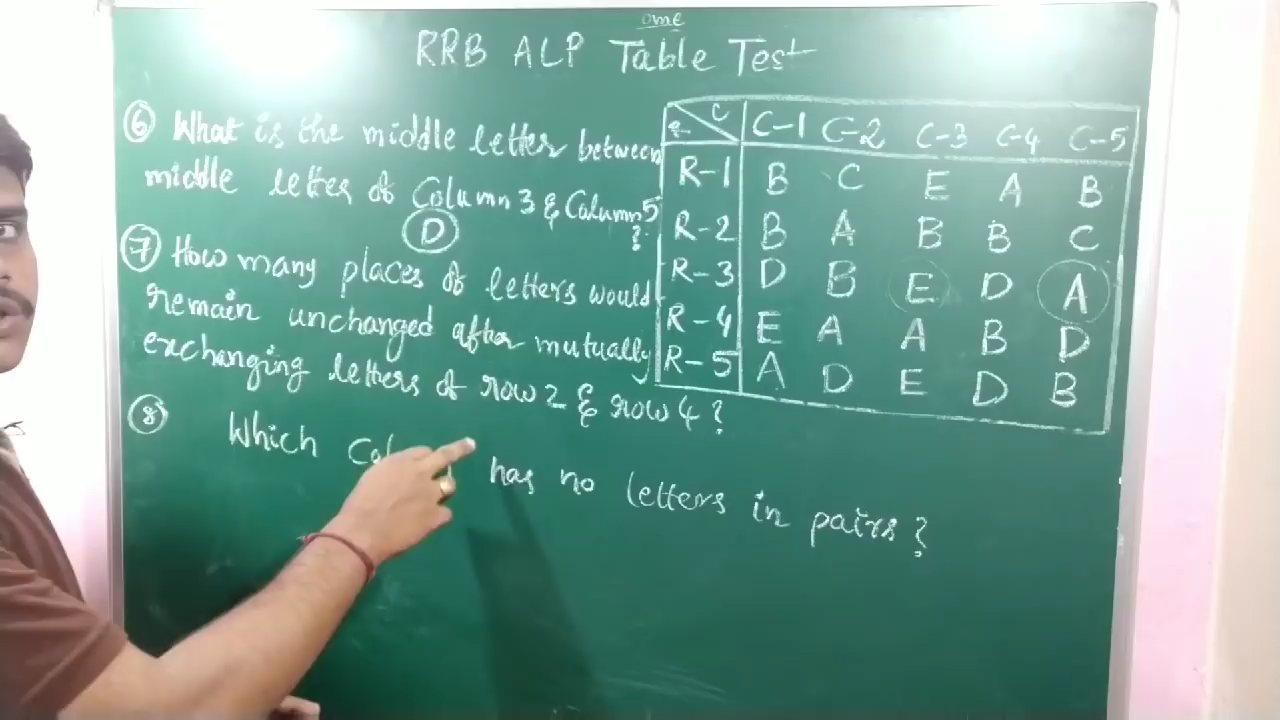 ome
RRB ALP Table Test
⑥ What is the middle letter between
middle letter of Column 3 & Column 5
?
D
⑦ How many places of letters would
remain unchanged after mutually
exchanging letters of row 2 & row 4 ?
⑧
Which has no letters in pairs ?
R C C-1 C-2 C-3 C-4 C-5
R-1 B C E A B
R-2 B A B B C
R-3 D B E D A
R-4 E A A B D
R-5 A D E D B